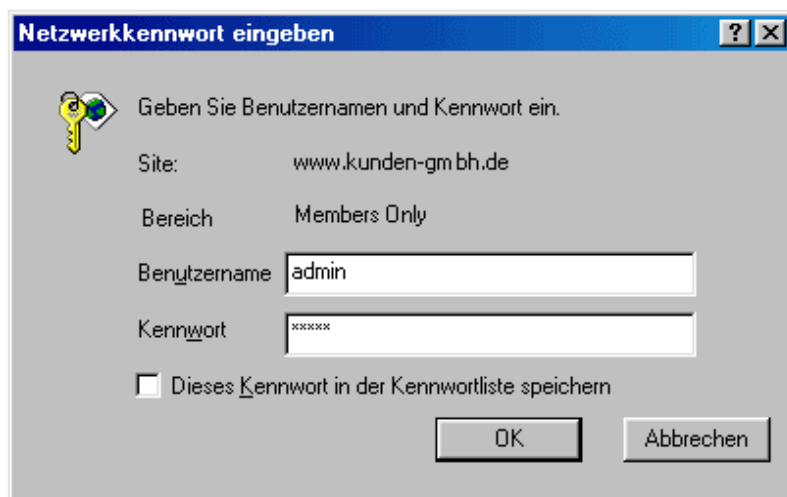 Netzwerkkennwort eingeben
Geben Sie Benutzernamen und Kennwort ein.
Site: www.kunden-gmbh.de
Bereich Members Only
Benutzername admin
Kennwort *****
Dieses Kennwort in der Kennwortliste speichern
OK Abbrechen